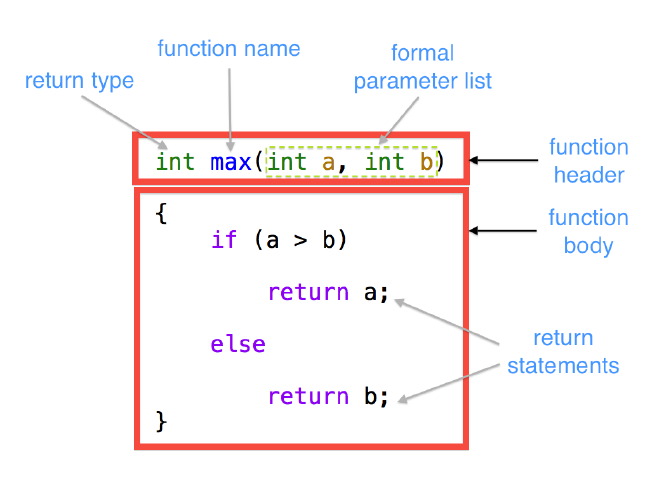 function name
formal
parameter list
return type
int max(int a, int b)
function
header
{
function
body
if (a > b)
return a;
else
return
statements
return b;
}